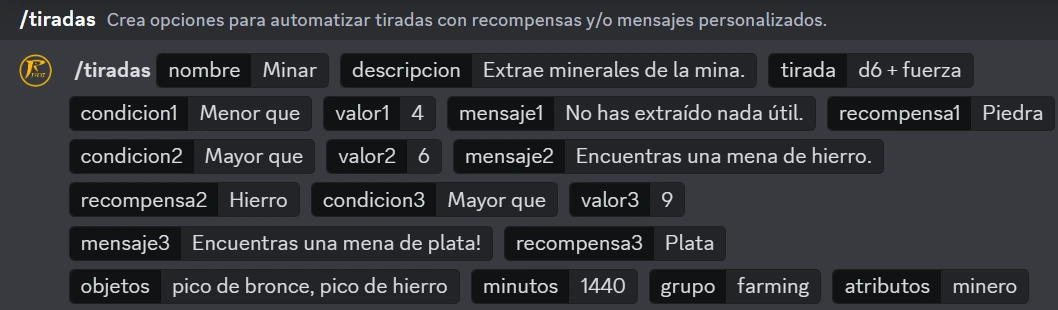 /tiradas Crea opciones para automatizar tiradas con recompensas y/o mensajes personalizados.
/tiradas nombre Minar descripcion Extrae minerales de la mina. tirada d6 + fuerza
condicion1 Menor que valor1 4 mensaje1 No has extraído nada útil. recompensa1 Piedra
condicion2 Mayor que valor2 6 mensaje2 Encuentras una mena de hierro.
recompensa2 Hierro condicion3 Mayor que valor3 9
mensaje3 Encuentras una mena de plata! recompensa3 Plata
objetos pico de bronce, pico de hierro minutos 1440 grupo farming atributos minero